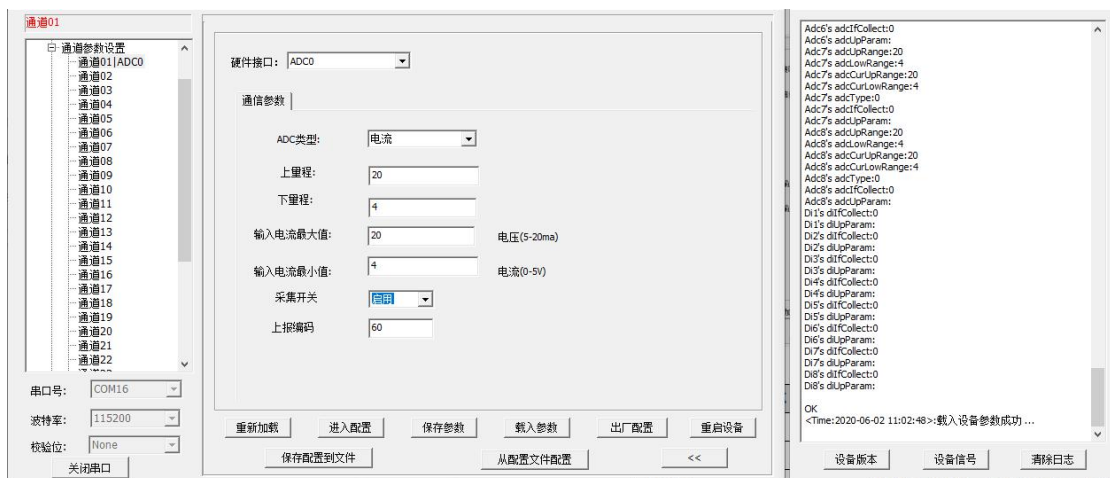 通道01
通道参数设置
通道01|ADC0
通道02
通道03
通道04
通道05
通道06
通道07
通道08
通道09
通道10
通道11
通道12
通道13
通道14
通道15
通道16
通道17
通道18
通道19
通道20
通道21
通道22
串口号: COM16
波特率: 115200
校验位: None
关闭串口
硬件接口: ADC0
通信参数
ADC类型: 电流
上里程: 20
下里程: 4
输入电流最大值: 20 电压(5-20ma)
输入电流最小值: 4 电流(0-5V)
采集开关 启用
上报编码 60
重新加载 进入配置 保存参数 载入参数 出厂配置 重启设备
保存配置到文件 从配置文件配置 <<
Adc6's adcIfCollect:0
Adc6's adcUpParam:
Adc7's adcUpRange:20
Adc7's adcLowRange:4
Adc7's adcCurUpRange:20
Adc7's adcCurLowRange:4
Adc7's adcType:0
Adc7's adcIfCollect:0
Adc7's adcUpParam:
Adc8's adcUpRange:20
Adc8's adcLowRange:4
Adc8's adcCurUpRange:20
Adc8's adcCurLowRange:4
Adc8's adcType:0
Adc8's adcIfCollect:0
Adc8's adcUpParam:
Di1's diIfCollect:0
Di1's diUpParam:
Di2's diIfCollect:0
Di2's diUpParam:
Di3's diIfCollect:0
Di3's diUpParam:
Di4's diIfCollect:0
Di4's diUpParam:
Di5's diIfCollect:0
Di5's diUpParam:
Di6's diIfCollect:0
Di6's diUpParam:
Di7's diIfCollect:0
Di7's diUpParam:
Di8's diIfCollect:0
Di8's diUpParam:
OK
<Time:2020-06-02 11:02:48>:载入设备参数成功 ...
设备版本 设备信号 清除日志